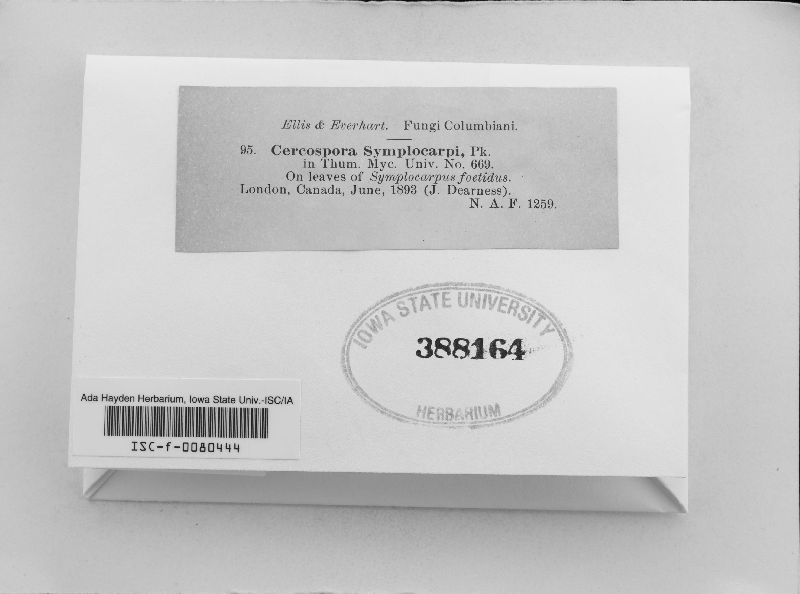 Ellis & Everhart. Fungi Columbiani.
95. Cercospora Symplocarpi, Pk.
in Thum. Myc. Univ. No. 669.
On leaves of Symplocarpus foetidus.
London, Canada, June, 1893 (J. Dearness).
N. A. F. 1259.
IOWA STATE UNIVERSITY
388164
HERBARIUM
Ada Hayden Herbarium, Iowa State Univ.-ISC/IA
ISC-f-0080444